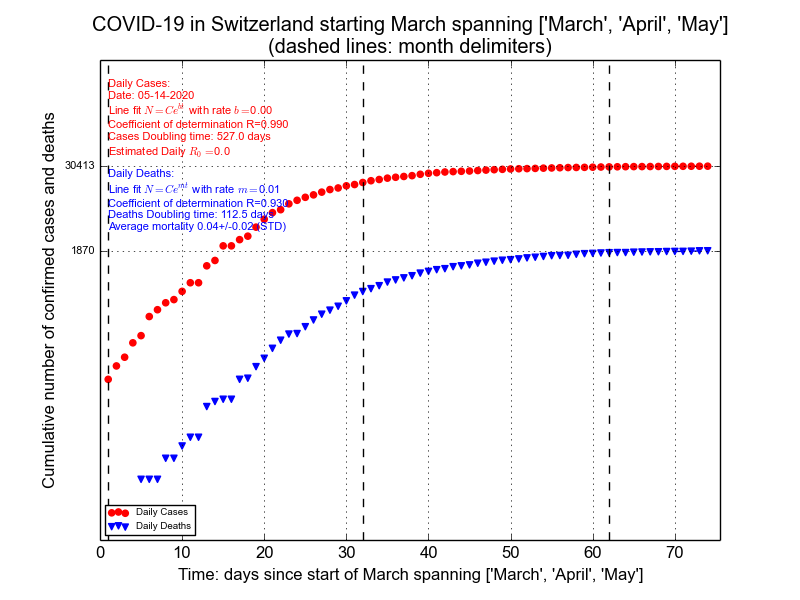 COVID-19 in Switzerland starting March spanning ['March', 'April', 'May']
(dashed lines: month delimiters)
Daily Cases:
Date: 05-14-2020
Line fit N = Ce^{bt} with rate b = 0.00
Coefficient of determination R=0.990
Cases Doubling time: 527.0 days
Estimated Daily R_0 = 0.0
Daily Deaths:
Line fit N = Ce^{mt} with rate m = 0.01
Coefficient of determination R=0.930
Deaths Doubling time: 112.5 days
Average mortality 0.04+/-0.02 (STD)
30413
1870
Cumulative number of confirmed cases and deaths
Daily Cases
Daily Deaths
0 10 20 30 40 50 60 70
Time: days since start of March spanning ['March', 'April', 'May']